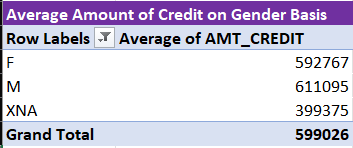 Average Amount of Credit on Gender Basis
Row Labels Average of AMT_CREDIT
F 592767
M 611095
XNA 399375
Grand Total 599026